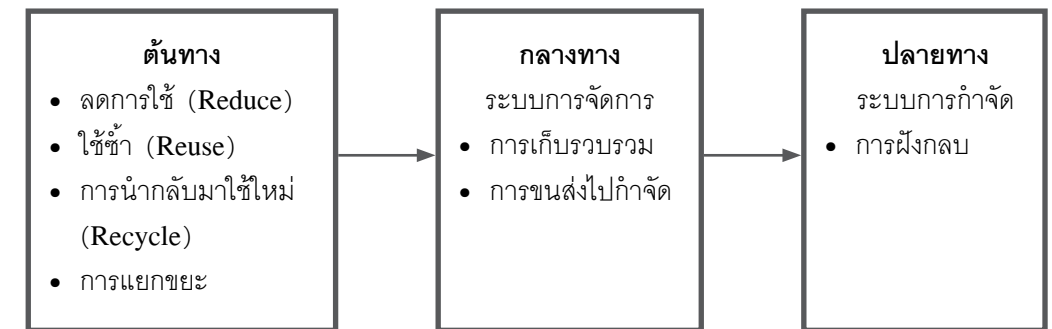 ต้นทาง
• ลดการใช้ (Reduce)
• ใช้ซ้ำ (Reuse)
• การนำกลับมาใช้ใหม่
(Recycle)
• การแยกขยะ
กลางทาง
ระบบการจัดการ
• การเก็บรวบรวม
• การขนส่งไปกำจัด
ปลายทาง
ระบบการกำจัด
• การฝังกลบ